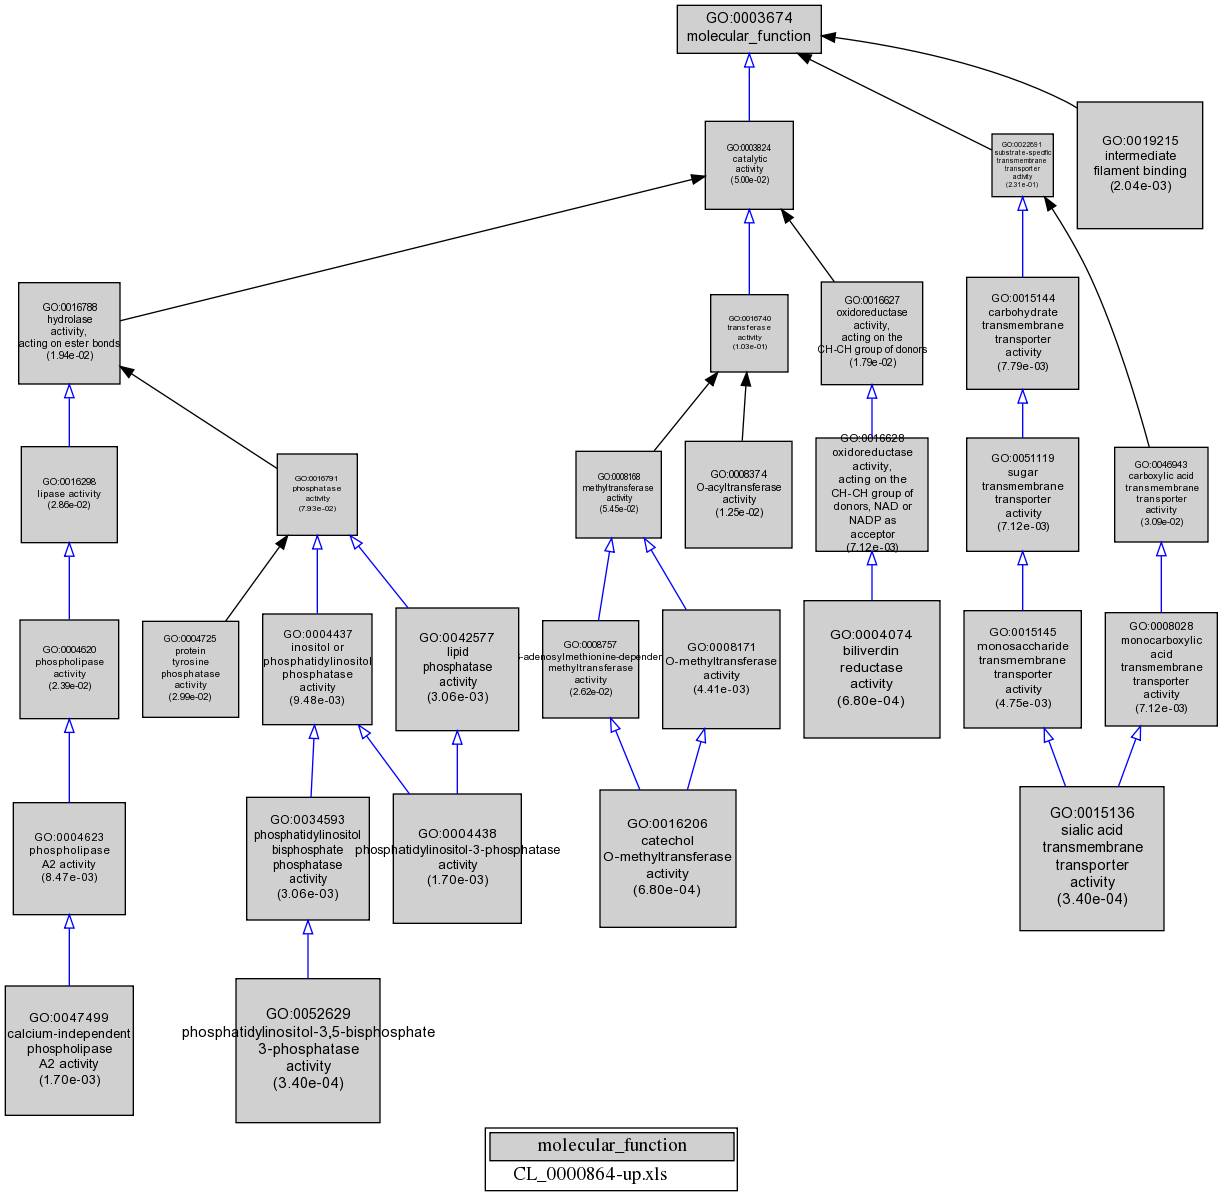 GO:0003674
molecular_function
GO:0019215
intermediate
filament binding
(2.04e-03)
GO:0003824
catalytic
activity
(5.00e-02)
GO:0022891
substrate-specific
transmembrane
transporter
activity
(2.31e-01)
GO:0016788
hydrolase
activity,
acting on ester bonds
(1.94e-02)
GO:0016740
transferase
activity
(1.03e-01)
GO:0016627
oxidoreductase
activity,
acting on the
CH-CH group of donors
(1.79e-02)
GO:0015144
carbohydrate
transmembrane
transporter
activity
(7.79e-03)
GO:0016298
lipase activity
(2.86e-02)
GO:0016791
phosphatase
activity
(7.93e-02)
GO:0008168
methyltransferase
activity
(5.45e-02)
GO:0008374
O-acyltransferase
activity
(1.25e-02)
GO:0016628
oxidoreductase
activity,
acting on the
CH-CH group of
donors, NAD or
NADP as
acceptor
(7.12e-03)
GO:0051119
sugar
transmembrane
transporter
activity
(7.12e-03)
GO:0046943
carboxylic acid
transmembrane
transporter
activity
(3.09e-02)
GO:0004620
phospholipase
activity
(2.39e-02)
GO:0004725
protein
tyrosine
phosphatase
activity
(2.99e-02)
GO:0004437
inositol or
phosphatidylinositol
phosphatase
activity
(9.48e-03)
GO:0042577
lipid
phosphatase
activity
(3.06e-03)
GO:0008757
S-adenosylmethionine-dependent
methyltransferase
activity
(2.62e-02)
GO:0008171
O-methyltransferase
activity
(4.41e-03)
GO:0004074
biliverdin
reductase
activity
(6.80e-04)
GO:0015145
monosaccharide
transmembrane
transporter
activity
(4.75e-03)
GO:0008028
monocarboxylic
acid
transmembrane
transporter
activity
(7.12e-03)
GO:0004623
phospholipase
A2 activity
(8.47e-03)
GO:0034593
phosphatidylinositol
bisphosphate
phosphatase
activity
(3.06e-03)
GO:0004438
phosphatidylinositol-3-phosphatase
activity
(1.70e-03)
GO:0016206
catechol
O-methyltransferase
activity
(6.80e-04)
GO:0015136
sialic acid
transmembrane
transporter
activity
(3.40e-04)
GO:0047499
calcium-independent
phospholipase
A2 activity
(1.70e-03)
GO:0052629
phosphatidylinositol-3,5-bisphosphate
3-phosphatase
activity
(3.40e-04)
molecular_function
CL_0000864-up.xls